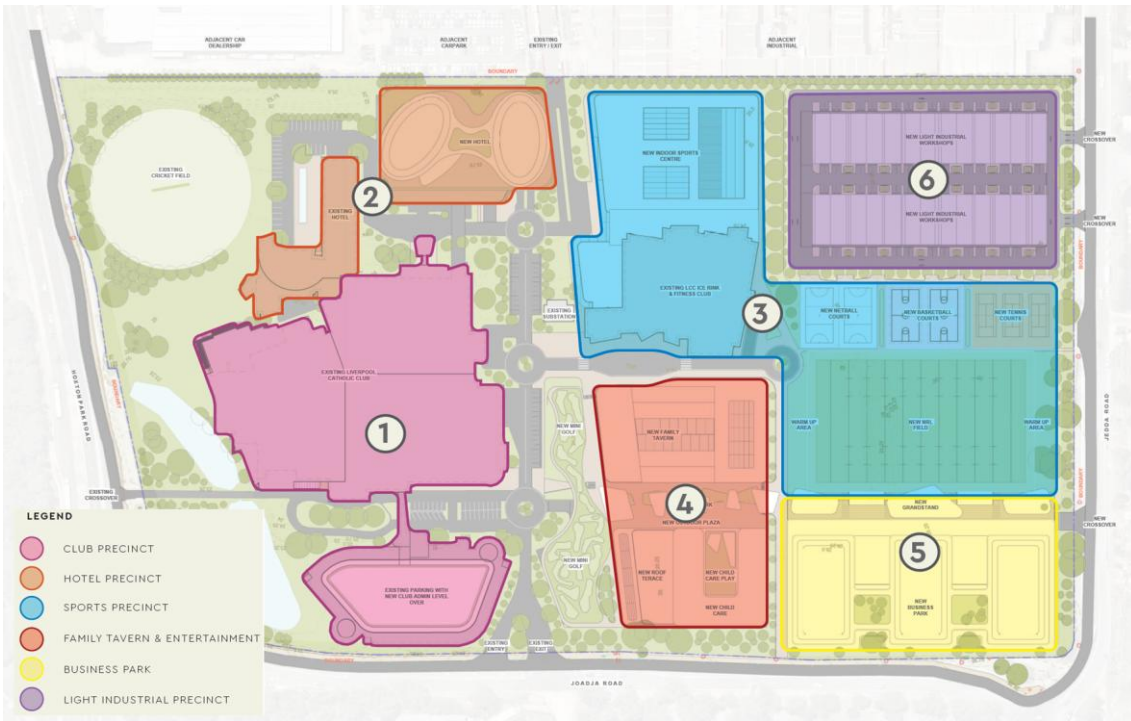 ADJACENT CAR
DEALERSHIP
ADJACENT
CARPARK
EXISTING
ENTRY / EXIT
ADJACENT
INDUSTRIAL
BOUNDARY
EXISTING
CRICKET FIELD
NEW HOTEL
2
EXISTING
HOTEL
NEW INDOOR SPORTS
CENTRE
NEW LIGHT INDUSTRIAL
WORKSHOPS
6
NEW LIGHT INDUSTRIAL
WORKSHOPS
NEW
CROSSOVER
NEW
CROSSOVER
BOUNDARY
EXISTING LCC ICE RINK
& FITNESS CLUB
3
EXISTING
SUBSTATION
NEW NETBALL
COURTS
NEW BASKETBALL
COURTS
NEW TENNIS
COURTS
EXISTING LIVERPOOL
CATHOLIC CLUB
1
HOXTON PARK ROAD
BOUNDARY
JEDDA ROAD
WARM UP
AREA
NEW NRL
FIELD
WARM UP
AREA
NEW MINI
GOLF
NEW FAMILY
TAVERN
4
NEW OUTDOOR PLAZA
BOUNDARY
NEW
GRANDSTAND
NEW
CROSSOVER
5
NEW
BUSINESS
PARK
EXISTING
CROSSOVER
NEW MINI
GOLF
NEW ROOF
TERRACE
NEW CHILD
CARE PLAY
NEW CHILD
CARE
EXISTING PARKING WITH
NEW CLUB ADMIN LEVEL
OVER
EXISTING
ENTRY
EXISTING
EXIT
BOUNDARY
JOADJA ROAD
LEGEND
CLUB PRECINCT
HOTEL PRECINCT
SPORTS PRECINCT
FAMILY TAVERN & ENTERTAINMENT
BUSINESS PARK
LIGHT INDUSTRIAL PRECINCT